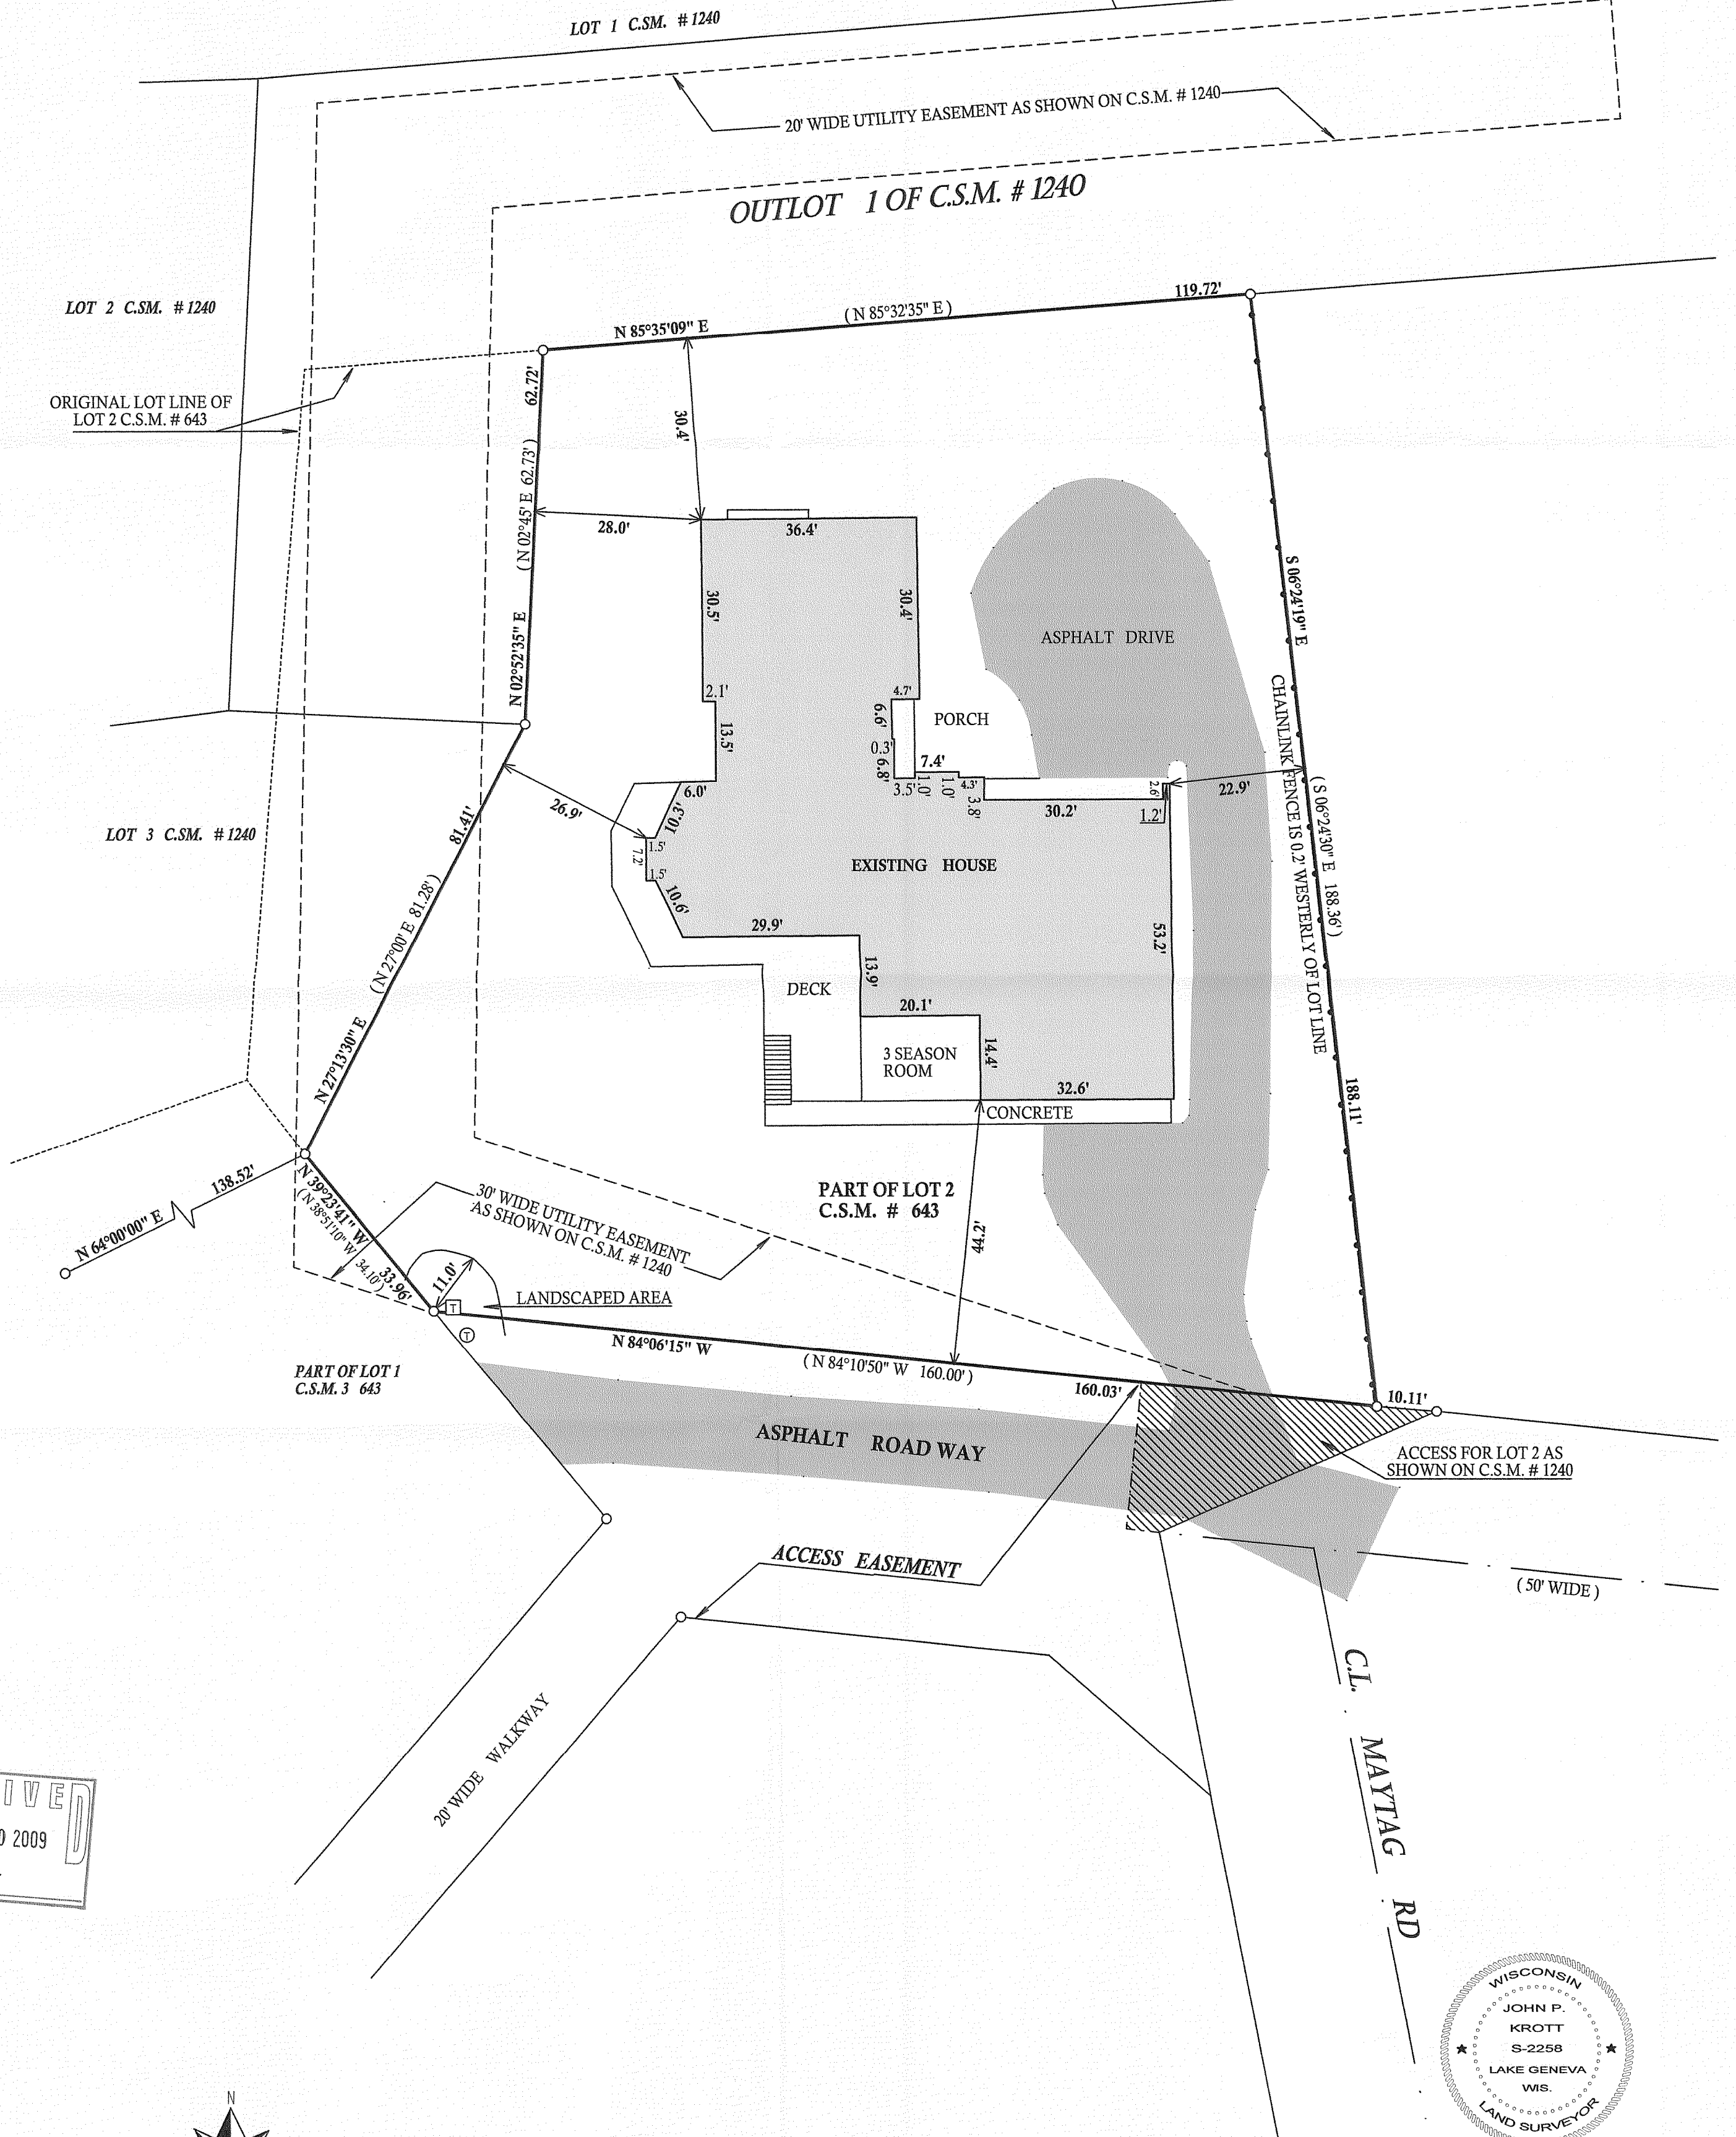 LOT 1 C.SM. # 1240
20' WIDE UTILITY EASEMENT AS SHOWN ON C.S.M. # 1240
OUTLOT 1 OF C.S.M. # 1240
LOT 2 C.SM. # 1240
119.72'
( N 85°32'35" E )
N 85°35'09" E
62.72'
( N 02°45' E 62.73' )
N 02°52'35" E
ORIGINAL LOT LINE OF
LOT 2 C.S.M. # 643
30.4'
28.0'
36.4'
30.5'
30.4'
2.1'
13.5'
4.7'
6.6'
0.3'
6.8'
3.5'
PORCH
7.4'
1.0'
1.0'
4.3'
3.8'
30.2'
2.6'
1.2'
22.9'
ASPHALT DRIVE
S 06°24'19" E
CHAINLINK FENCE IS 0.2' WESTERLY OF LOT LINE
( S 06°24'30" E 188.36' )
188.11'
LOT 3 C.SM. # 1240
81.41'
( N 27°00' E 81.28' )
N 27°13'30" E
26.9'
6.0'
10.3'
1.5'
7.2'
1.5'
10.6'
EXISTING HOUSE
29.9'
53.2'
13.9'
DECK
20.1'
3 SEASON
ROOM
14.4'
32.6'
CONCRETE
138.52'
N 64°00'00" E
N 39°23'41" W
33.96'
( N 38°51'10" W 34.10' )
30' WIDE UTILITY EASEMENT
AS SHOWN ON C.S.M. # 1240
PART OF LOT 2
C.S.M. # 643
44.2'
11.0'
T
LANDSCAPED AREA
T
N 84°06'15" W
( N 84°10'50" W 160.00' )
160.03'
10.11'
PART OF LOT 1
C.S.M. 3 643
ASPHALT ROAD WAY
ACCESS FOR LOT 2 AS
SHOWN ON C.S.M. # 1240
ACCESS EASEMENT
( 50' WIDE )
20' WIDE WALKWAY
C.L. MAYTAG RD
IVED
2009
WISCONSIN
JOHN P.
KROTT
S-2258
LAKE GENEVA
WIS.
LAND SURVEYOR
N